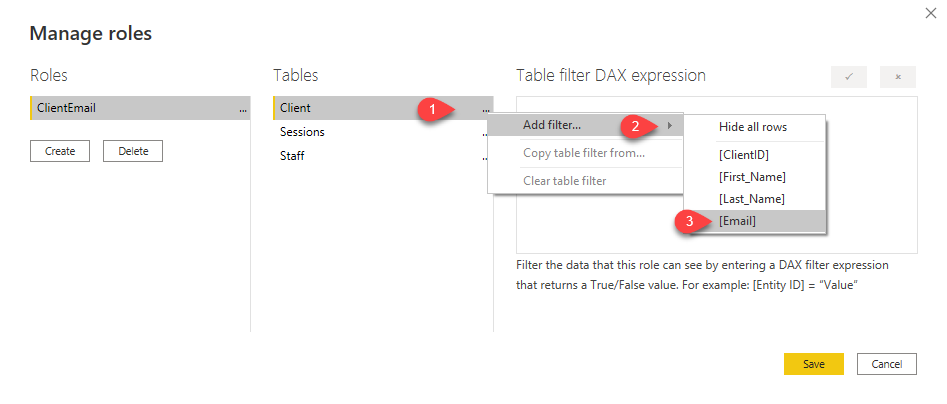 Manage roles
Roles
ClientEmail
...
Create
Delete
Tables
Client
...
1
Sessions
..
Staff
..
Table filter DAX expression
Add filter...
2
Copy table filter from...
Clear table filter
Hide all rows
[ClientID]
[First_Name]
[Last_Name]
3
[Email]
Filter the data that this role can see by entering a DAX filter expression
that returns a True/False value. For example: [Entity ID] = “Value”
Save
Cancel